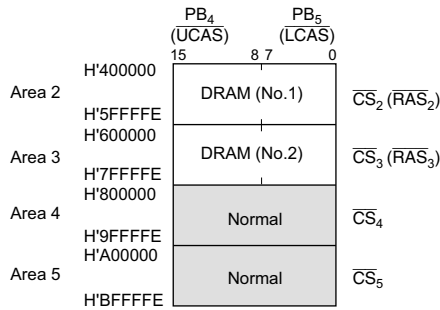 PB4 PB5
(UCAS) (LCAS)
15 8 7 0
H'400000
Area 2 DRAM (No.1) CS2 (RAS2)
H'5FFFFE
H'600000
Area 3 DRAM (No.2) CS3 (RAS3)
H'7FFFFE
H'800000
Area 4 Normal CS4
H'9FFFFE
H'A00000
Area 5 Normal CS5
H'BFFFFE